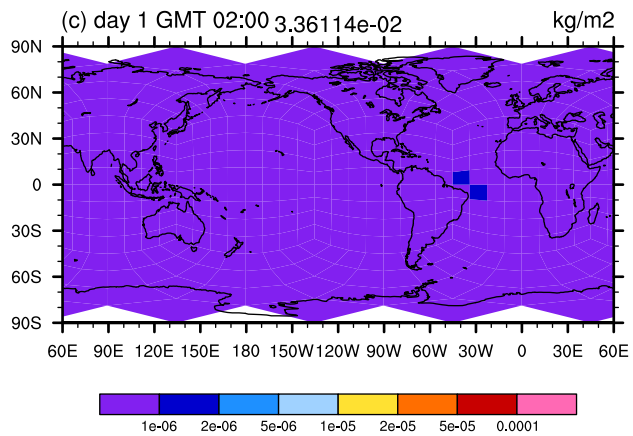 (c) day 1 GMT 02:00 3.36114e-02 kg/m2
90N
60N
30N
0
30S
60S
90S
60E 90E 120E 150E 180 150W 120W 90W 60W 30W 0 30E 60E
1e-06 2e-06 6e-06 1e-05 2e-05 5e-05 0.0001